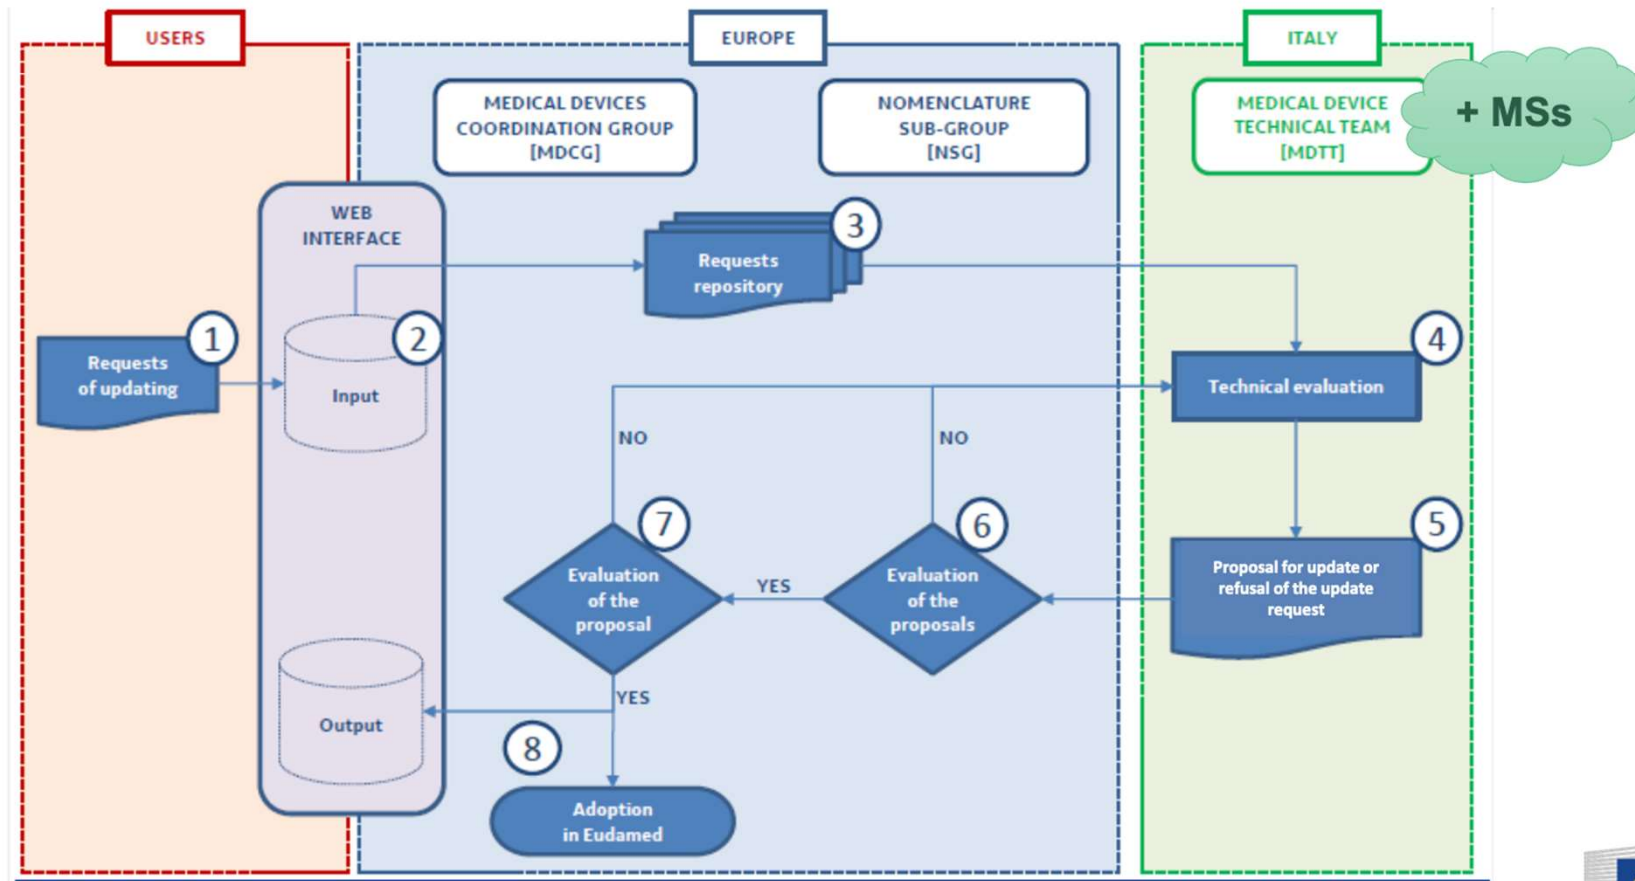 USERS
EUROPE
ITALY
MEDICAL DEVICES
COORDINATION GROUP
[MDCG]
NOMENCLATURE
SUB-GROUP
[NSG]
MEDICAL DEVICE
TECHNICAL TEAM
[MDTT]
+ MSs
WEB
INTERFACE
3
Requests
repository
1
Requests
of updating
2
Input
4
Technical evaluation
NO
NO
7
Evaluation
of the
proposal
YES
6
Evaluation
of the
proposals
5
Proposal for update or
refusal of the update
request
YES
Output
8
Adoption
in Eudamed